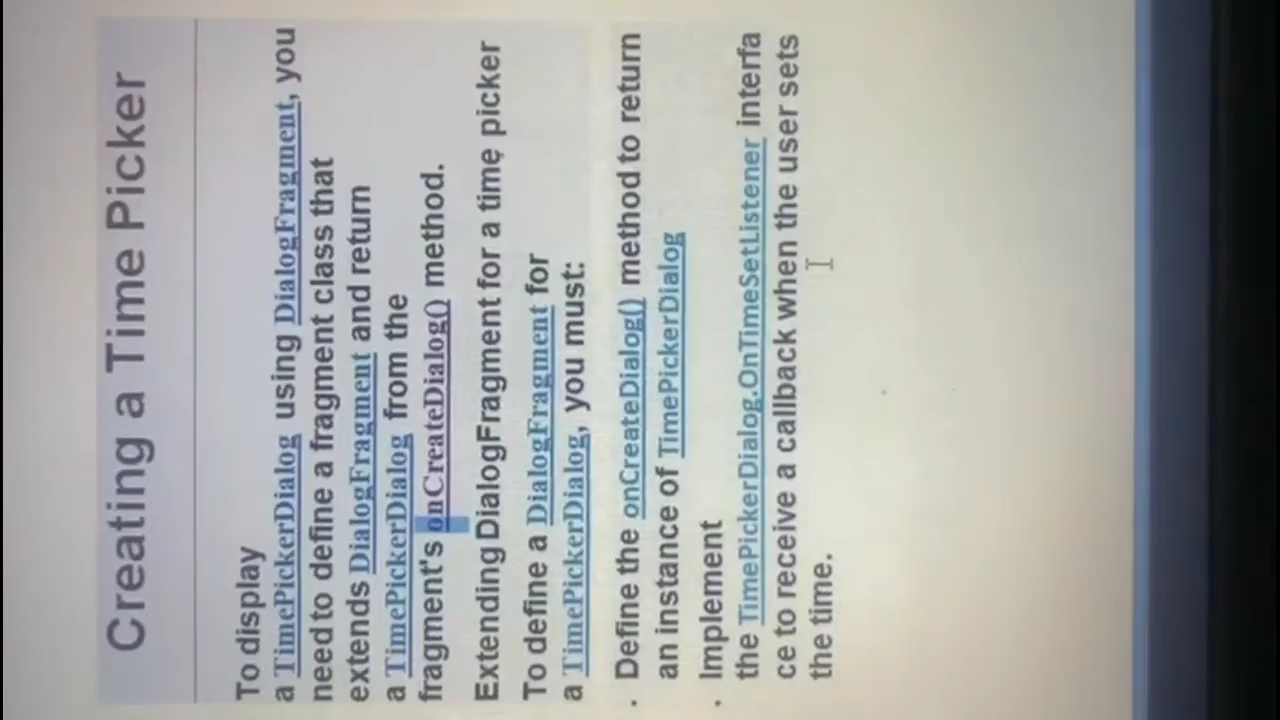 Creating a Time Picker
To display
a TimePickerDialog using DialogFragment, you
need to define a fragment class that
extends DialogFragment and return
a TimePickerDialog from the
fragment's onCreateDialog() method.
Extending DialogFragment for a time picker
To define a DialogFragment for
a TimePickerDialog, you must:
· Define the onCreateDialog() method to return
an instance of TimePickerDialog
· Implement
the TimePickerDialog.OnTimeSetListener interfa
ce to receive a callback when the user sets
the time.